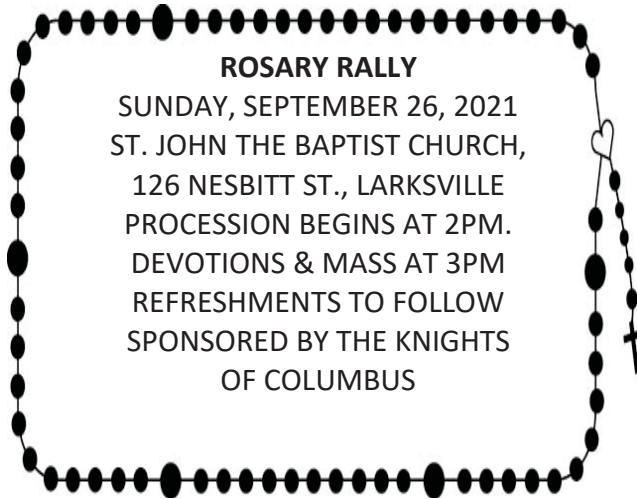 ROSARY RALLY
SUNDAY, SEPTEMBER 26, 2021
ST. JOHN THE BAPTIST CHURCH,
126 NESBITT ST., LARKSVILLE
PROCESSION BEGINS AT 2PM.
DEVOTIONS & MASS AT 3PM
REFRESHMENTS TO FOLLOW
SPONSORED BY THE KNIGHTS
OF COLUMBUS